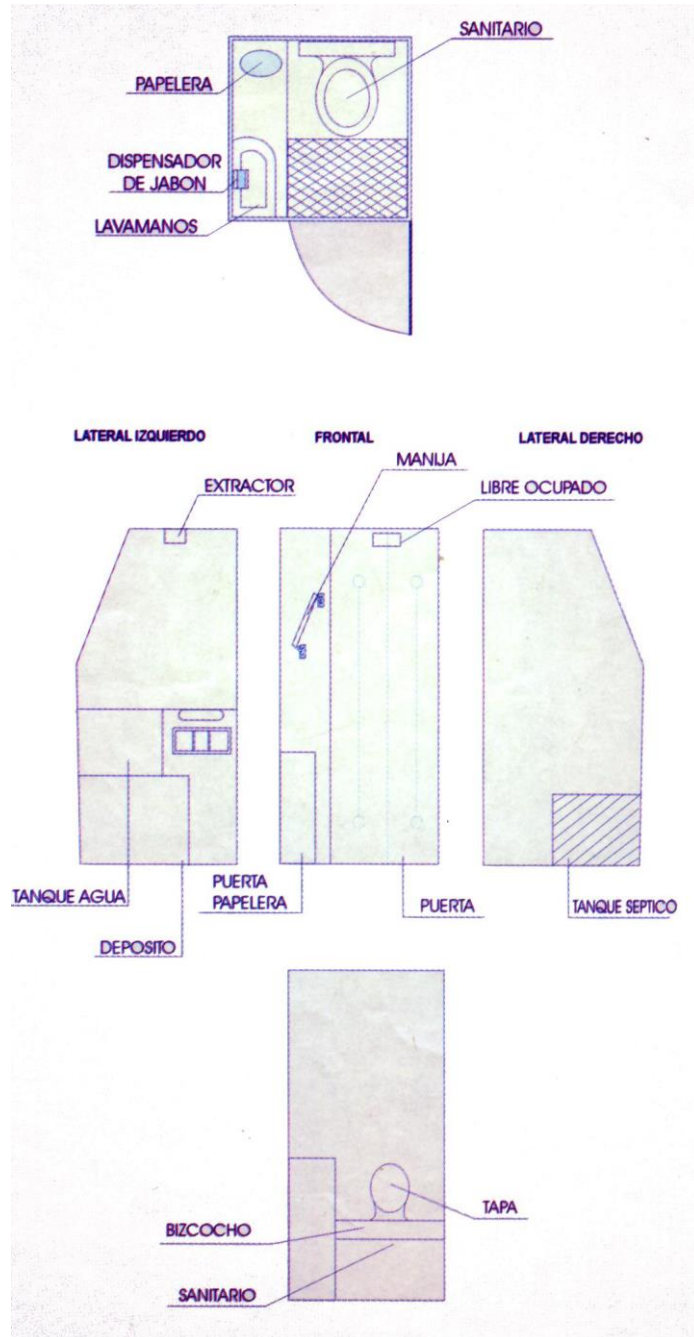 SANITARIO
PAPELERA
DISPENSADOR
DE JABON
LAVAMANOS
LATERAL IZQUIERDO
FRONTAL
LATERAL DERECHO
MANIJA
EXTRACTOR
LIBRE OCUPADO
TANQUE AGUA
PUERTA
PAPELERA
PUERTA
TANQUE SEPTICO
DEPOSITO
TAPA
BIZCOCHO
SANITARIO